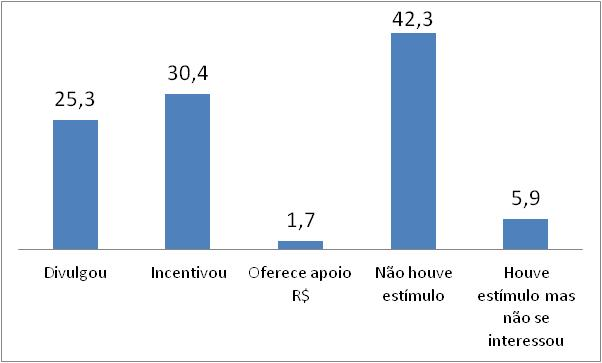 42,3
30,4
25,3
5,9
1,7
Divulgou
Incentivou
Oferece apoio
R$
Não houve
estímulo
Houve
estímulo mas
não se
interessou